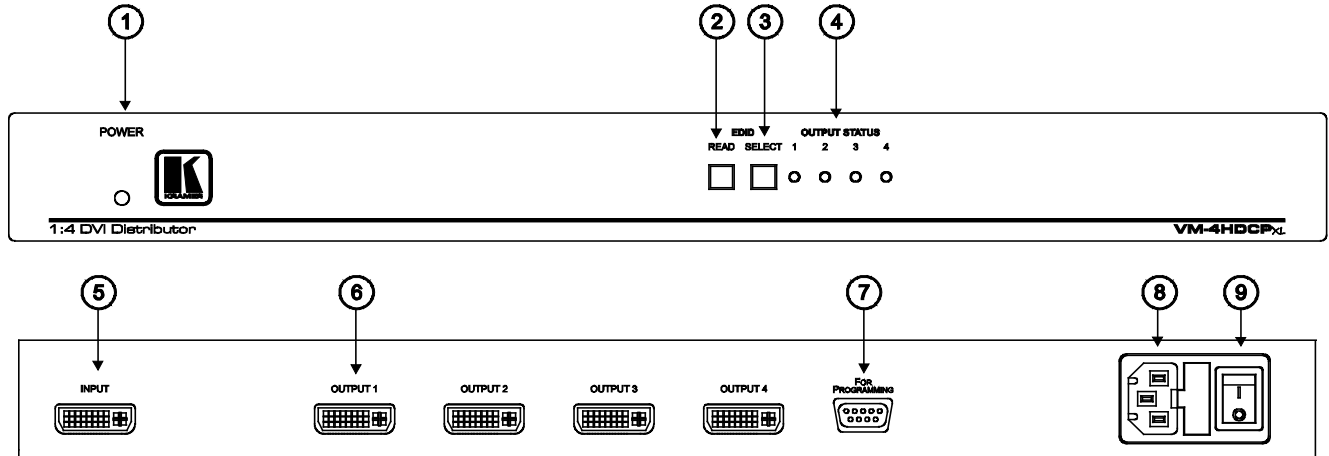 1 2 3 4
POWER EDID OUTPUT STATUS
READ SELECT 1 2 3 4
K
KRAMER
1:4 DVI Distributor VM-4HDCPXL
5 6 7 8 9
INPUT OUTPUT 1 OUTPUT 2 OUTPUT 3 OUTPUT 4 FOR
PROGRAMMING